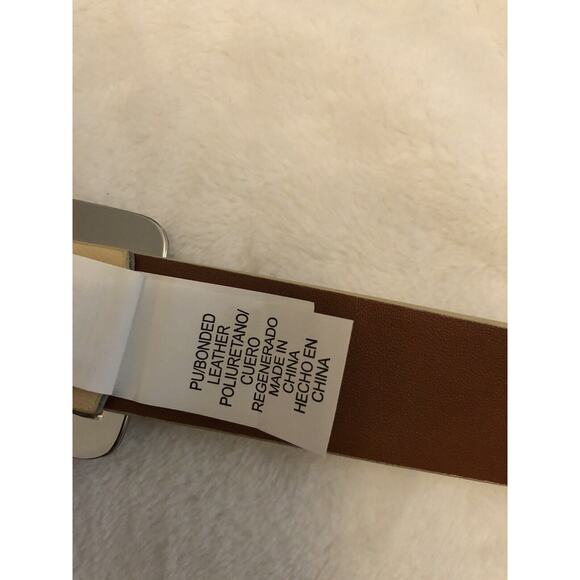 PU/BONDED
LEATHER
POLIURETANO/
CUERO
REGENERADO
MADE IN
CHINA
HECHO EN
CHINA